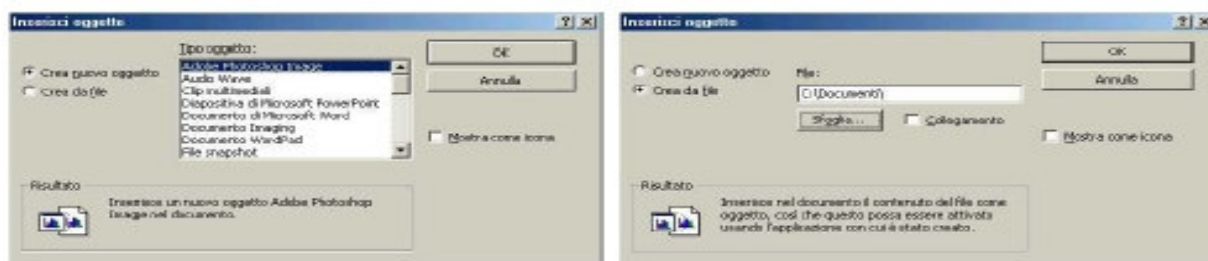 Inserisci oggetto
Tipo oggetto:
Crea nuovo oggetto
Crea da file
Adobe Photoshop Image
Audio Wave
Clip multimediali
Diapositiva di Microsoft PowerPoint
Documento di Microsoft Word
Documento Imaging
Documento WordPad
File snapshot
OK
Annulla
Mostra come icona
Risultato
Inserisce un nuovo oggetto Adobe Photoshop
Image nel documento.
Inserisci oggetto
Crea nuovo oggetto
Crea da file
File:
C:\Documenti\
Sfoglia...
Collegamento
OK
Annulla
Mostra come icona
Risultato
Inserisce nel documento il contenuto del file come
oggetto, così che questo possa essere attivato
usando l'applicazione con cui è stato creato.